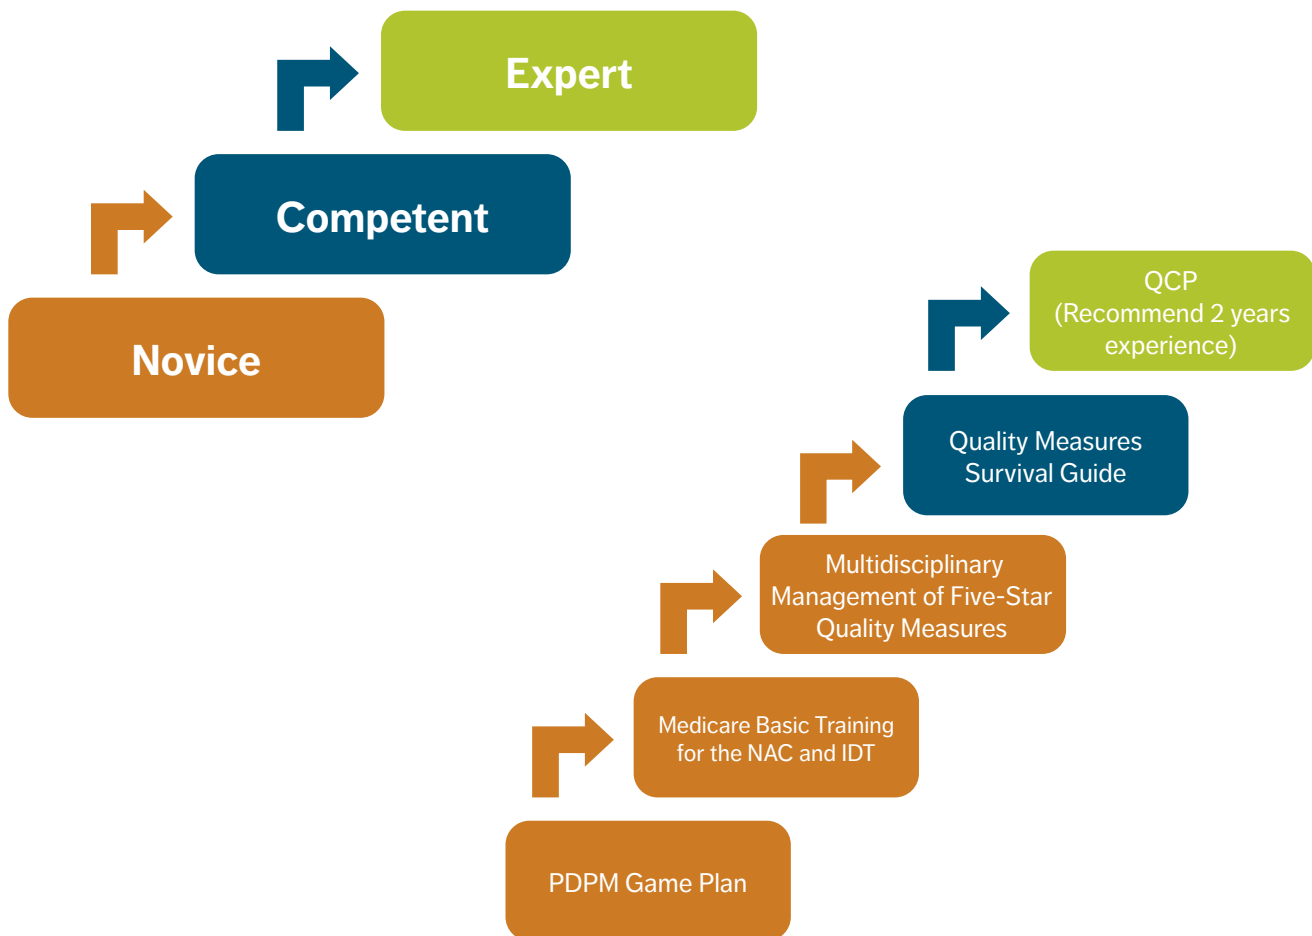 Expert
Competent
Novice
QCP
(Recommend 2 years
experience)
Quality Measures
Survival Guide
Multidisciplinary
Management of Five-Star
Quality Measures
Medicare Basic Training
for the NAC and IDT
PDPM Game Plan